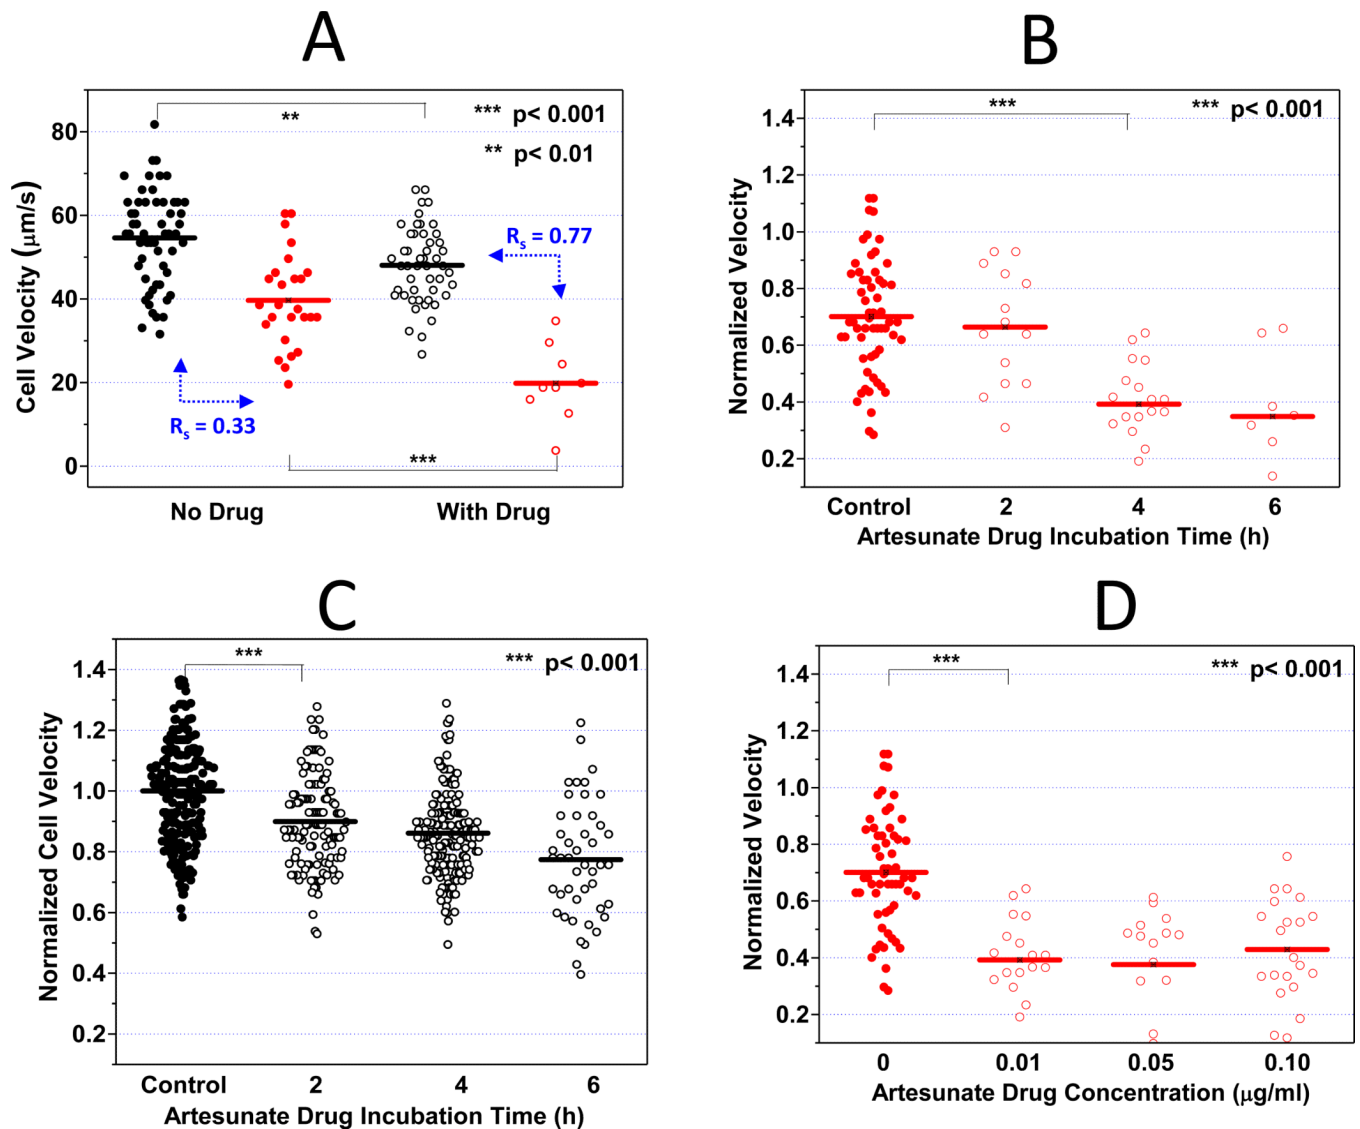 A
*** p< 0.001
** p< 0.01
**
Cell Velocity (μm/s)
80
60
40
20
0
Rs = 0.77
Rs = 0.33
***
No Drug
With Drug
B
***
*** p< 0.001
Normalized Velocity
1.4
1.2
1.0
0.8
0.6
0.4
0.2
Control 2 4 6
Artesunate Drug Incubation Time (h)
C
***
*** p< 0.001
Normalized Cell Velocity
1.4
1.2
1.0
0.8
0.6
0.4
0.2
Control 2 4 6
Artesunate Drug Incubation Time (h)
D
***
*** p< 0.001
Normalized Velocity
1.4
1.2
1.0
0.8
0.6
0.4
0.2
0 0.01 0.05 0.10
Artesunate Drug Concentration (μg/ml)